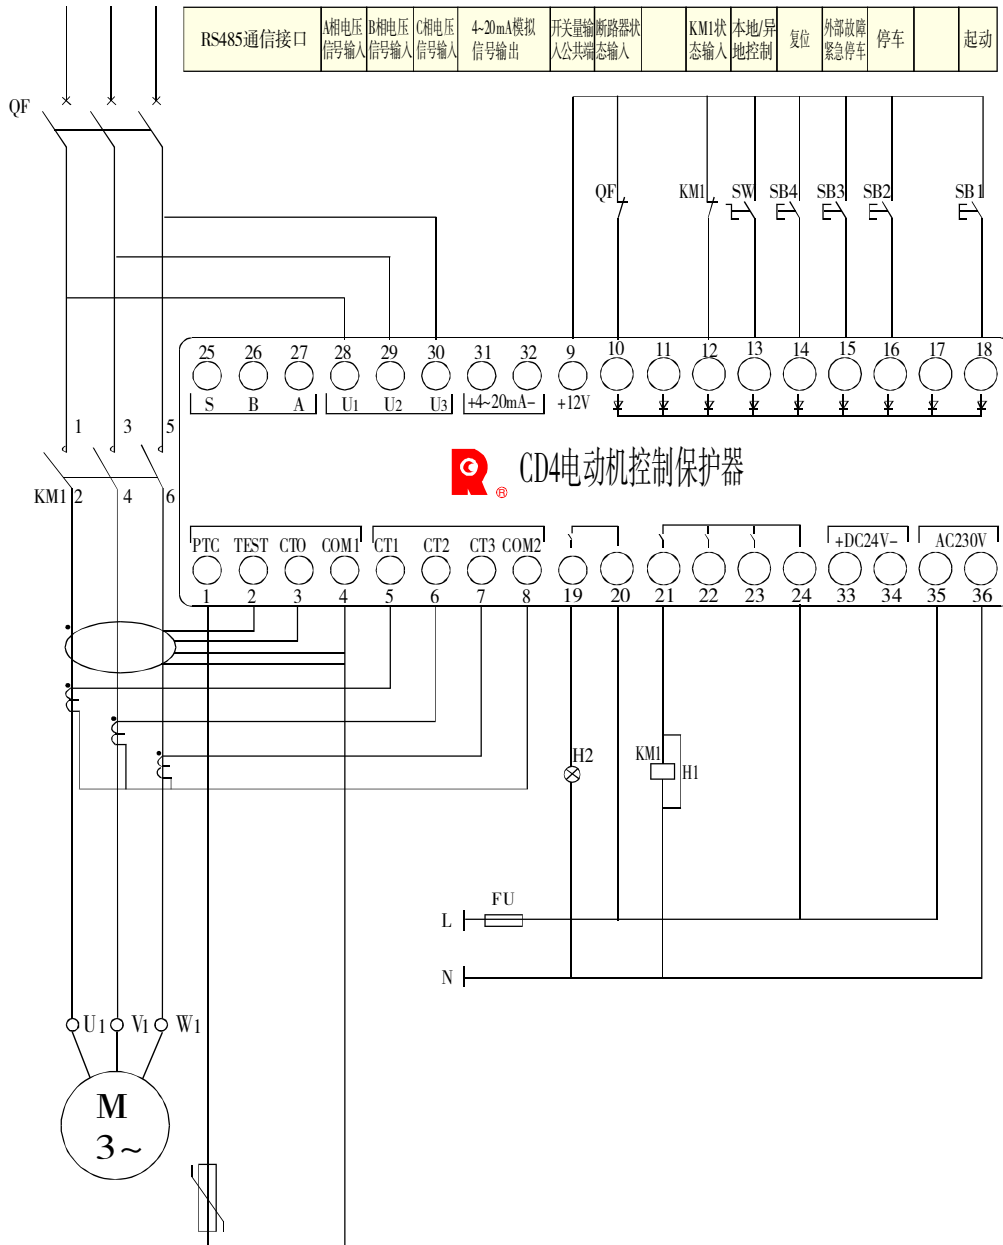 RS485通信接口
A相电压
信号输入
B相电压
信号输入
C相电压
信号输入
4~20mA模拟
信号输出
开关量输
入公共端
断路器状
态输入
KM1状
态输入
本地/异
地控制
复位
外部故障
紧急停车
停车
起动
QF
QF
KM1
SW
SB4
SB3
SB2
SB1
25 26 27 28 29 30 31 32 9 10 11 12 13 14 15 16 17 18
S B A U1 U2 U3 +4~20mA- +12V
1 3 5
R ® CD4电动机控制保护器
KM1 2 4 6
PTC TEST CTO COM1 CT1 CT2 CT3 COM2 +DC24V- AC230V
1 2 3 4 5 6 7 8 19 20 21 22 23 24 33 34 35 36
H2
KM1
H1
FU
L
N
U1 V1 W1
M
3~